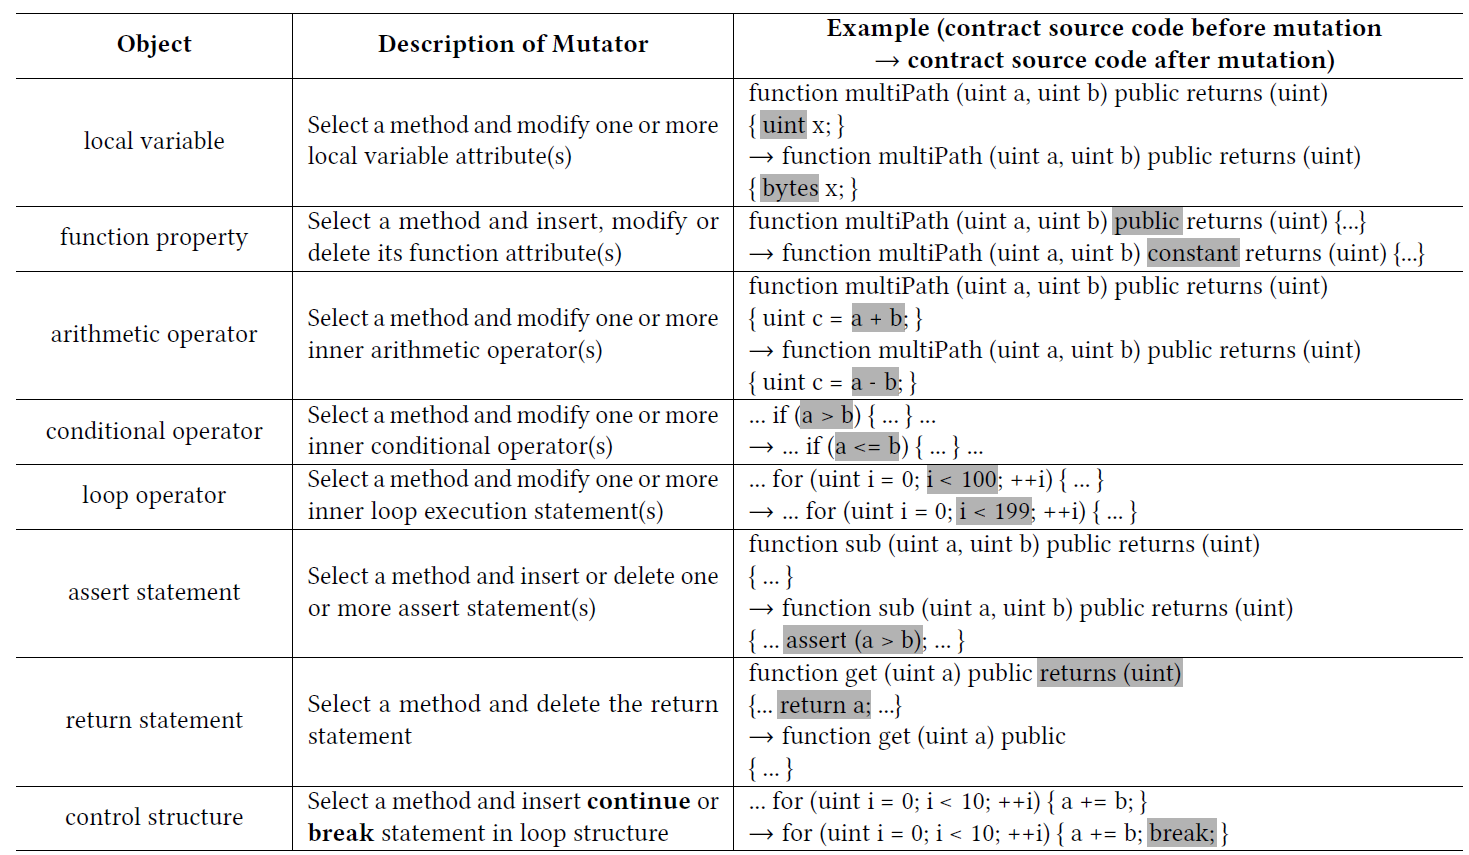 Object
Description of Mutator
Example (contract source code before mutation
→ contract source code after mutation)
local variable
Select a method and modify one or more
local variable attribute(s)
function multiPath (uint a, uint b) public returns (uint)
{ uint x; }
→ function multiPath (uint a, uint b) public returns (uint)
{ bytes x; }
function property
Select a method and insert, modify or
delete its function attribute(s)
function multiPath (uint a, uint b) public returns (uint) {...}
→ function multiPath (uint a, uint b) constant returns (uint) {...}
arithmetic operator
Select a method and modify one or more
inner arithmetic operator(s)
function multiPath (uint a, uint b) public returns (uint)
{ uint c = a + b; }
→ function multiPath (uint a, uint b) public returns (uint)
{ uint c = a - b; }
conditional operator
Select a method and modify one or more
inner conditional operator(s)
... if (a > b) { ... } ...
→ ... if (a <= b) { ... } ...
loop operator
Select a method and modify one or more
inner loop execution statement(s)
... for (uint i = 0; i < 100; ++i) { ... }
→ ... for (uint i = 0; i < 199; ++i) { ... }
assert statement
Select a method and insert or delete one
or more assert statement(s)
function sub (uint a, uint b) public returns (uint)
{ ... }
→ function sub (uint a, uint b) public returns (uint)
{ ... assert (a > b); ... }
return statement
Select a method and delete the return
statement
function get (uint a) public returns (uint)
{... return a; ...}
→ function get (uint a) public
{ ... }
control structure
Select a method and insert continue or
break statement in loop structure
... for (uint i = 0; i < 10; ++i) { a += b; }
→ for (uint i = 0; i < 10; ++i) { a += b; break; }